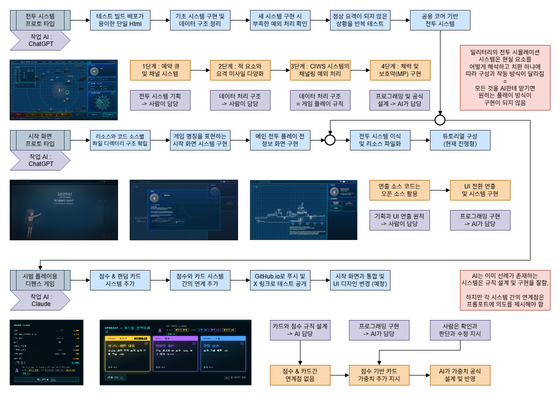 전투 시스템
프로토 타입
테스트 빌드 배포가
용이한 단일 Html
기초 시스템 구현 및
데이터 구조 정리
새 시스템 구현 시
부족한 예외 처리 확인
정상 요격이 되지 않은
상황을 반복 테스트
공용 코어 기반
전투 시스템
작업 AI :
ChatGPT
1단계 : 예약 큐
및 채널 시스템
2단계 : 적 요소와
요격 미사일 다양화
3단계 : CIWS 시스템의
채널링 예외 처리
4단계 : 체력 및
보호막(MP) 구현
전투 시스템 기획
-> 사람이 담당
데이터 처리 구조
-> 사람이 담당
데이터 처리 구조
= 게임 플레이 규칙
프로그래밍 및 공식
설계 -> AI가 담당
밀리터리의 전투 시뮬레이션
시스템은 현실 요소를
어떻게 해석하고 치환 하냐에
따라 구성과 작동 방식이 달라짐
=
모든 것을 AI한테 맡기면
원하는 플레이 방식이
구현이 되지 않음
시작 화면
프로토 타입
리소스와 코드 소스별
파일 디렉터리 구조 확립
게임 명칭을 표현하는
시작 화면 시스템 구현
메인 전투 플레이 전
정보 화면 구현
전투 시스템 이식
및 리소스 파일화
튜토리얼 구성
(현재 진행형)
작업 AI :
ChatGPT
연출 소스 코드는
오픈 소스 활용
UI 전환 연출
및 시스템 구현
기획과 UI 연출 원칙
-> 사람이 담당
프로그래밍 구현
-> AI가 담당
시범 플레이용
디펜스 게임
점수 & 랜덤 카드
시스템 추가
점수와 카드 시스템
간의 연계 추가
GitHub.io로 푸시 및
X 링크로 테스트 공개
시작 화면과 통합 및
UI 디자인 변경 (예정)
작업 AI :
Claude
AI는 이미 선례가 존재하는
시스템은 규칙 설계 및 구현을 잘함.
하지만 각 시스템 간의 연계점은
프롬포트에 의도를 제시해야 함
카드와 점수 규칙 설계
-> AI 담당
프로그래밍 구현
-> AI가 담당
사람은 확인과
판단과 수정 지시
점수 & 카드간
연계점 없음
점수 기반 카드
가중치 추가 지시
AI가 가중치 공식
설계 및 반영